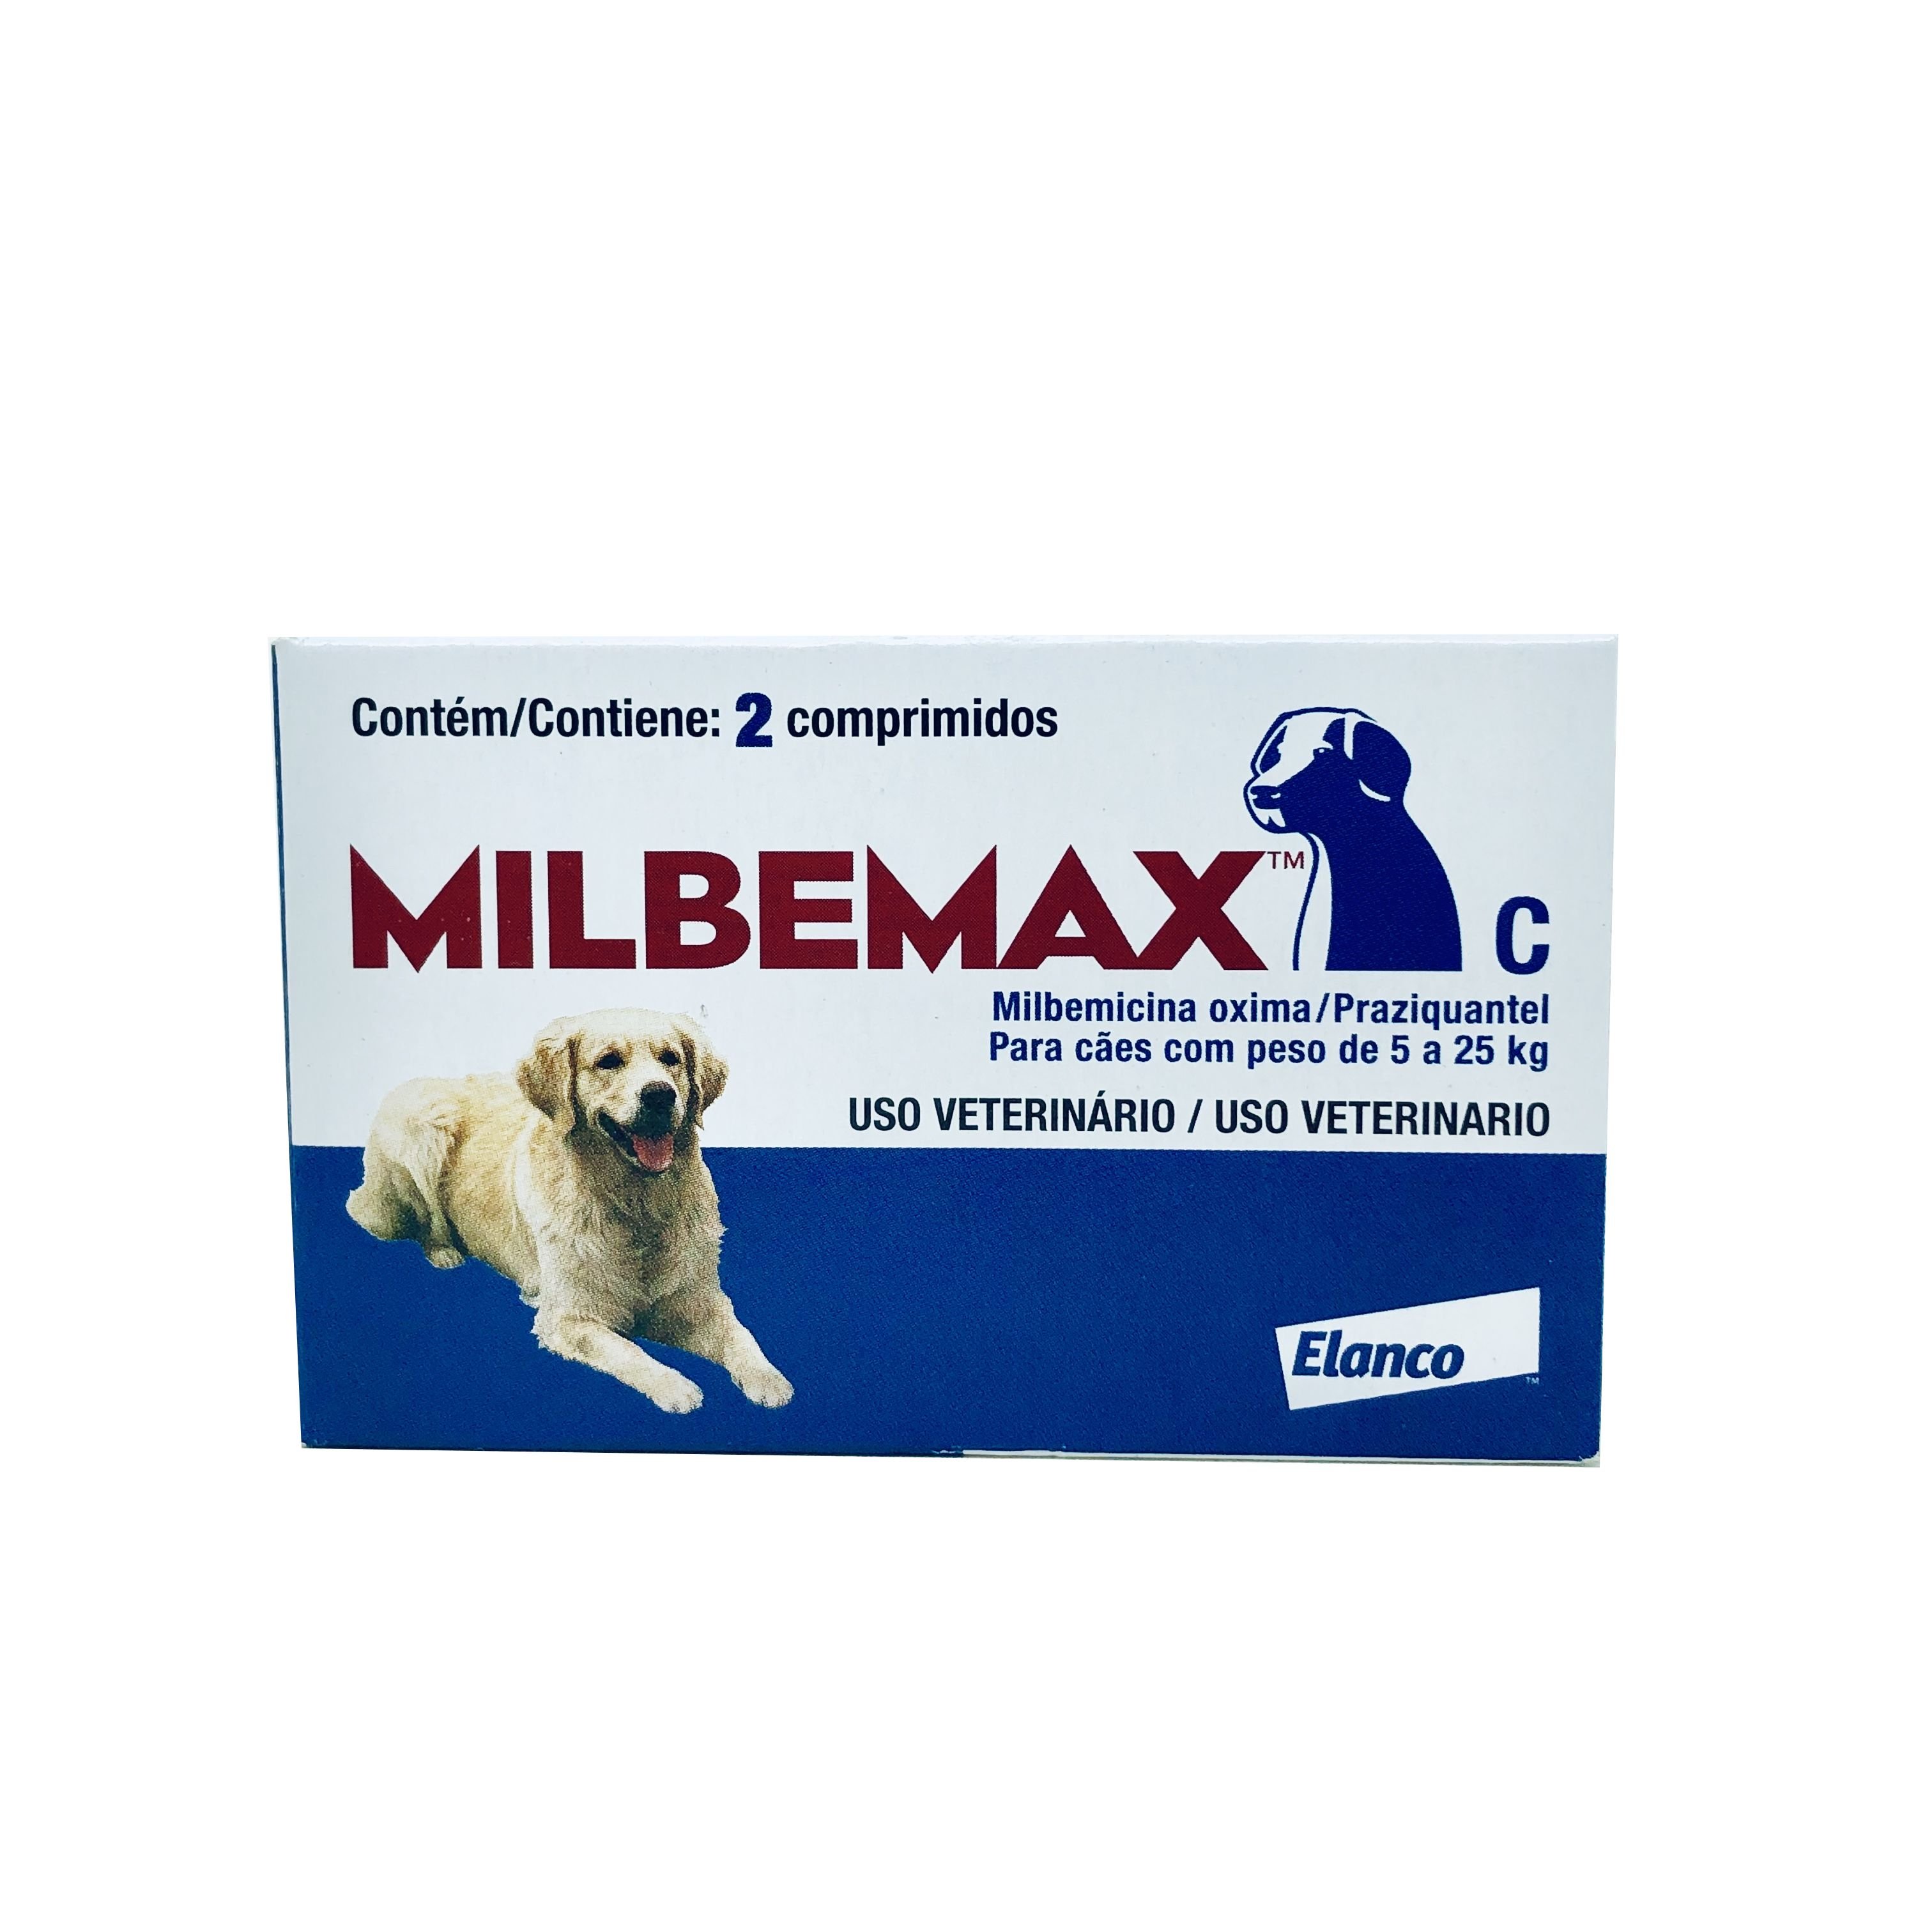 Contém/Contiene: 2 comprimidos
MILBEMAX™ C
Milbemicina oxima/Praziquantel
Para cães com peso de 5 a 25 kg
USO VETERINÁRIO / USO VETERINARIO
Elanco™